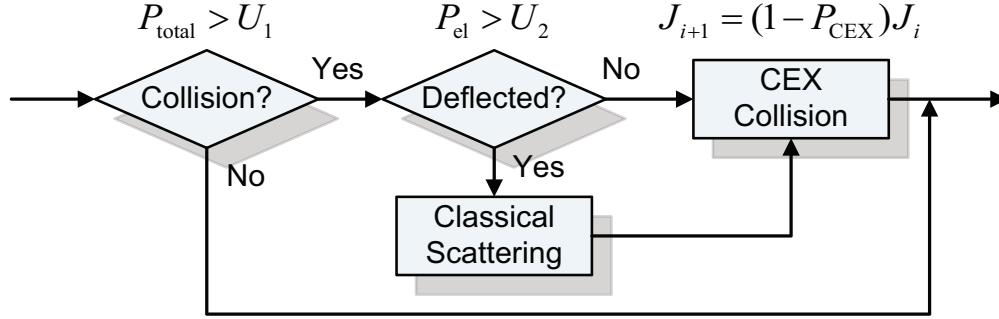 P_total > U_1
P_el > U_2
J_{i+1} = (1 − P_CEX)J_i
Collision?
Yes
Deflected?
No
CEX
Collision
No
Yes
Classical
Scattering